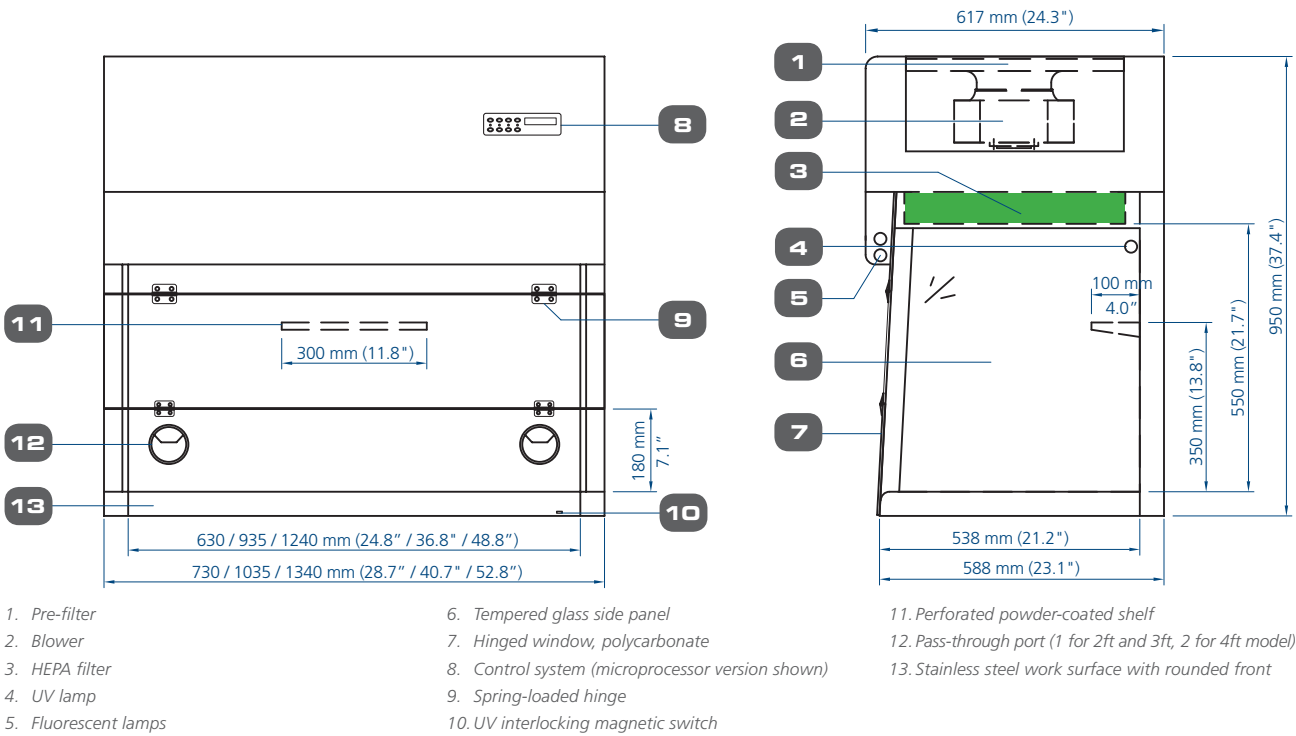 617 mm (24.3")
1
2
8
3
4
100 mm
4.0”
5
11
9
300 mm (11.8")
6
950 mm (37.4")
550 mm (21.7")
350 mm (13.8")
12
180 mm
7.1”
7
13
10
630 / 935 / 1240 mm (24.8” / 36.8" / 48.8”)
538 mm (21.2")
730 / 1035 / 1340 mm (28.7” / 40.7" / 52.8”)
588 mm (23.1")
1. Pre-filter
2. Blower
3. HEPA filter
4. UV lamp
5. Fluorescent lamps
6. Tempered glass side panel
7. Hinged window, polycarbonate
8. Control system (microprocessor version shown)
9. Spring-loaded hinge
10. UV interlocking magnetic switch
11. Perforated powder-coated shelf
12. Pass-through port (1 for 2ft and 3ft, 2 for 4ft model)
13. Stainless steel work surface with rounded front